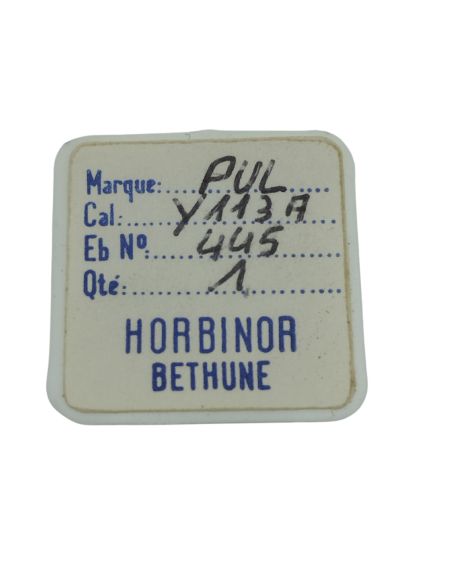 Marque: PUL
Cal: Y113A
Eb Nº 445
Qté: 1
HORBINOR
BETHUNE